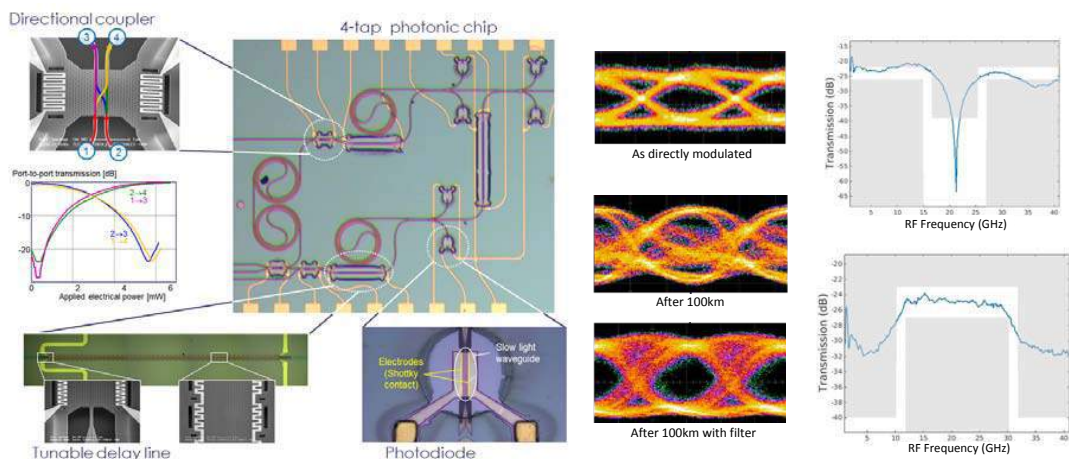 Directional coupler
4-tap photonic chip
3
4
1
2
Port-to-port transmission [dB]
0
-10
-20
2→4
1→3
2→3
0
2
4
6
Applied electrical power [mW]
Electrodes
(Shottky
contact)
Slow light
waveguide
Tunable delay line
Photodiode
As directly modulated
After 100km
After 100km with filter
Transmission (dB)
-15
-20
-25
-30
-35
-40
-45
-50
-55
-60
-65
5
10
15
20
25
30
35
40
RF Frequency (GHz)
Transmission (dB)
-22
-24
-26
-28
-30
-32
-34
-36
-38
-40
5
10
15
20
25
30
35
40
RF Frequency (GHz)